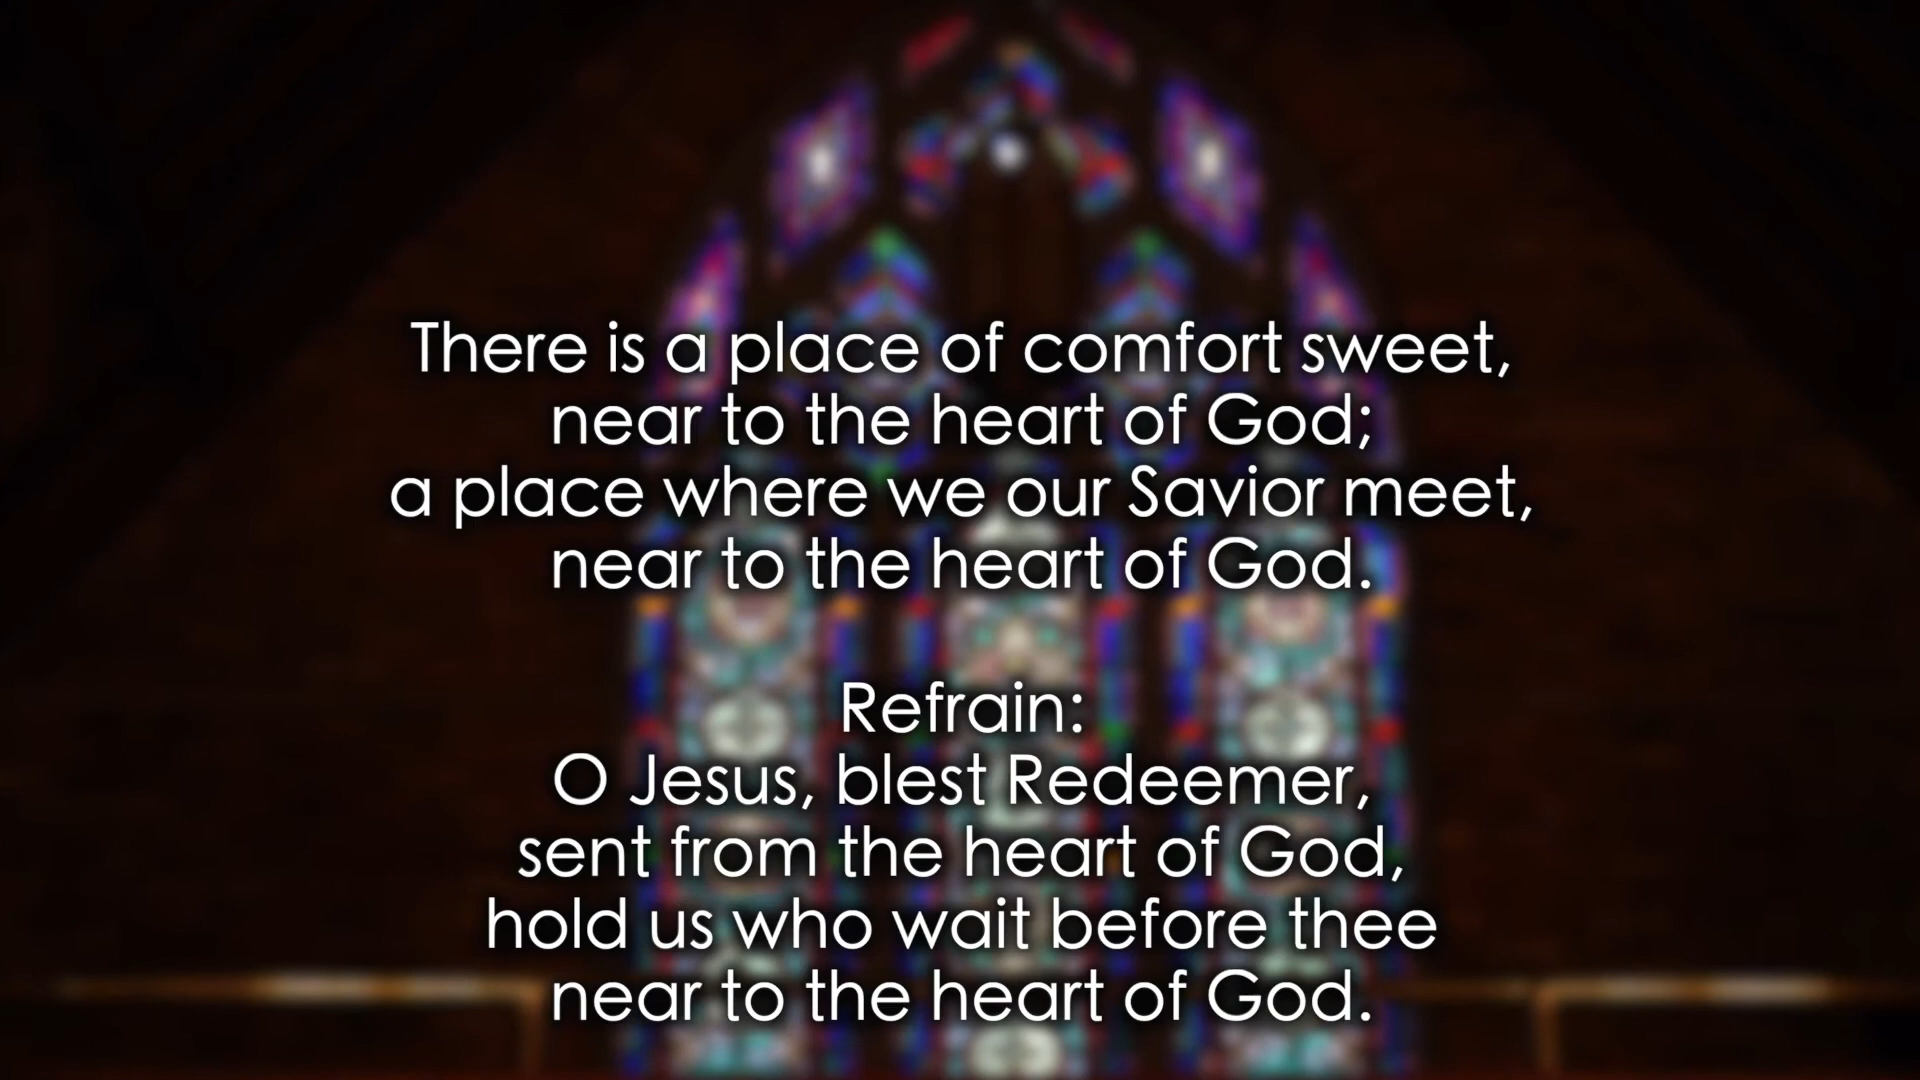 There is a place of comfort sweet,
near to the heart of God;
a place where we our Savior meet,
near to the heart of God.
Refrain:
O Jesus, blest Redeemer,
sent from the heart of God,
hold us who wait before thee
near to the heart of God.